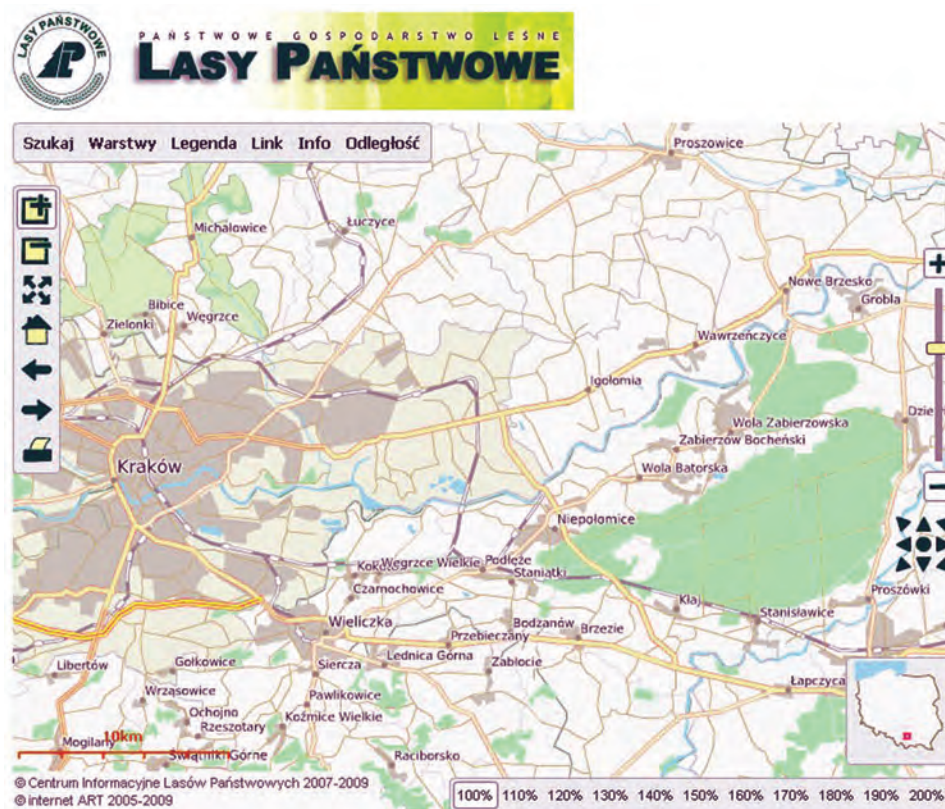 LASY PAŃSTWOWE
PAŃSTWOWE GOSPODARSTWO LEŚNE
LASY PAŃSTWOWE
Szukaj Warstwy Legenda Link Info Odległość
Proszowice
Michałowice
Łuczyce
Nowe Brzesko
Grobla
Bibice
Zielonki
Węgrzce
Wawrzeńczyce
Igołomia
Wola Zabierzowska
Zabierzów Bocheński
Kraków
Wola Batorska
Niepołomice
Węgrzce Wielkie
Podłęże
Staniątki
Czarnochowice
Proszówki
Kłaj
Stanisławice
Wieliczka
Bodzanów
Brzezie
Przebieczany
Libertów
Gołkowice
Siercza
Lednica Górna
Zabłocie
Wrząsowice
Pawlikowice
Łapczyca
Ochojno
Rzeszotary
Koźmice Wielkie
10km
Mogilany
Świątniki Górne
Raciborsko
© Centrum Informacyjne Lasów Państwowych 2007-2009
© internet ART 2005-2009
100% 110% 120% 130% 140% 150% 160% 170% 180% 190% 200%